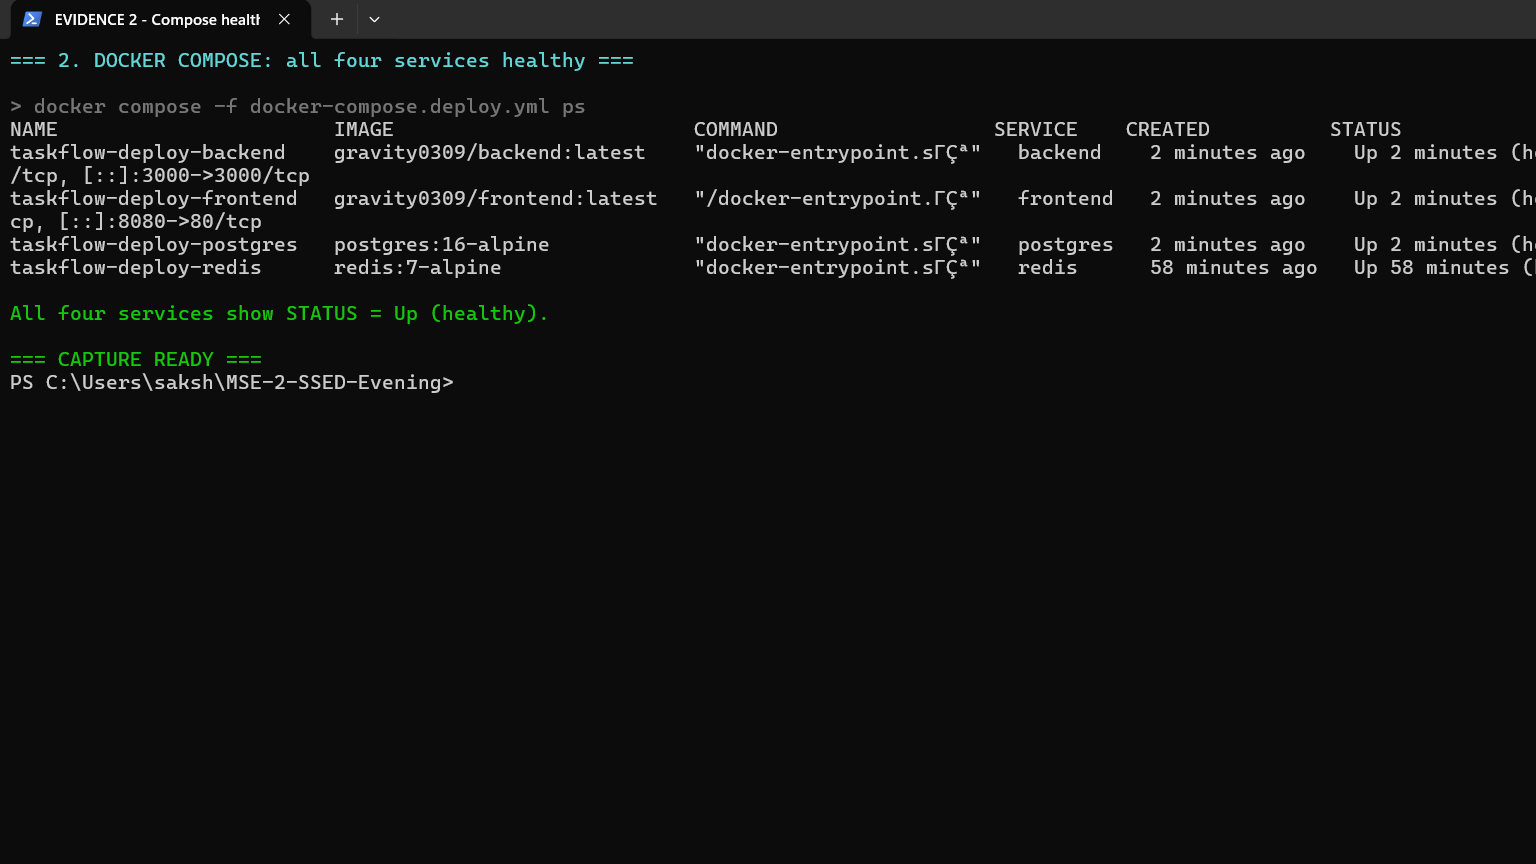 EVIDENCE 2 - Compose healt
=== 2. DOCKER COMPOSE: all four services healthy ===
> docker compose -f docker-compose.deploy.yml ps
NAME IMAGE COMMAND SERVICE CREATED STATUS
taskflow-deploy-backend gravity0309/backend:latest "docker-entrypoint.sΓÇª" backend 2 minutes ago Up 2 minutes (he
/tcp, [::]:3000->3000/tcp
taskflow-deploy-frontend gravity0309/frontend:latest "/docker-entrypoint.ΓÇª" frontend 2 minutes ago Up 2 minutes (he
cp, [::]:8080->80/tcp
taskflow-deploy-postgres postgres:16-alpine "docker-entrypoint.sΓÇª" postgres 2 minutes ago Up 2 minutes (he
taskflow-deploy-redis redis:7-alpine "docker-entrypoint.sΓÇª" redis 58 minutes ago Up 58 minutes (
All four services show STATUS = Up (healthy).
=== CAPTURE READY ===
PS C:\Users\saksh\MSE-2-SSED-Evening>